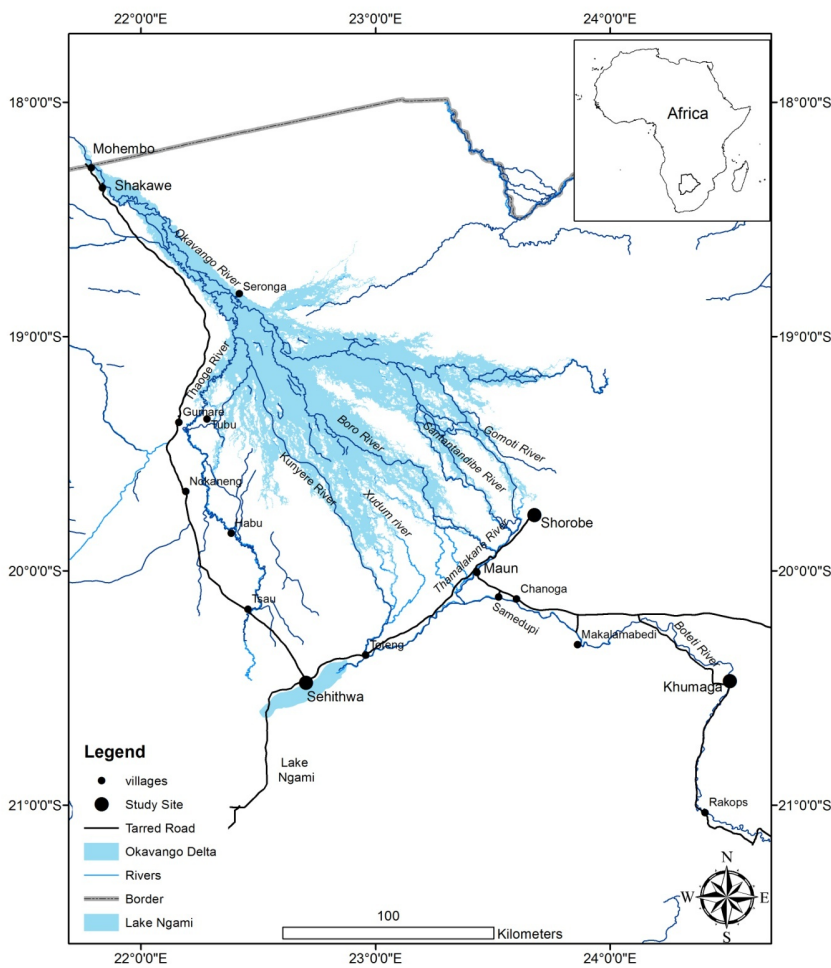 22°0'0"E 23°0'0"E 24°0'0"E
18°0'0"S 18°0'0"S
Africa
Mohembo
Shakawe
Okavango River
Seronga
19°0'0"S 19°0'0"S
Thaoge River
Gumare
Tubu
Boro River
Santantandibe River
Gomoti River
Kunyere River
Xudum river
Nokaneng
Habu
Shorobe
Thamalakane River
20°0'0"S 20°0'0"S
Maun
Chanoga
Tsau
Samedupi
Makalamabedi
Boteti River
Toteng
Khumaga
Sehithwa
Lake
Ngami
21°0'0"S 21°0'0"S
Rakops
Legend
villages
Study Site
Tarred Road
Okavango Delta
Rivers
Border
Lake Ngami
N
W E
S
100
Kilometers
22°0'0"E 23°0'0"E 24°0'0"E